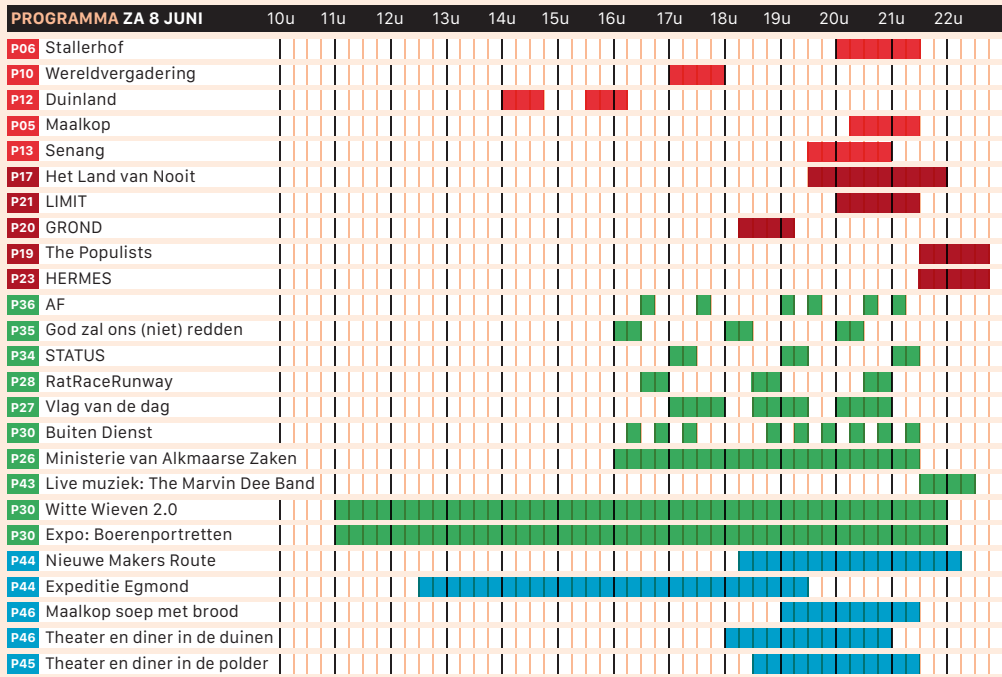 PROGRAMMA ZA 8 JUNI 10u 11u 12u 13u 14u 15u 16u 17u 18u 19u 20u 21u 22u
P06 Stallerhof
P10 Wereldvergadering
P12 Duinland
P05 Maalkop
P13 Senang
P17 Het Land van Nooit
P21 LIMIT
P20 GROND
P19 The Populists
P23 HERMES
P36 AF
P35 God zal ons (niet) redden
P34 STATUS
P28 RatRaceRunway
P27 Vlag van de dag
P30 Buiten Dienst
P26 Ministerie van Alkmaarse Zaken
P43 Live muziek: The Marvin Dee Band
P30 Witte Wieven 2.0
P30 Expo: Boerenportretten
P44 Nieuwe Makers Route
P44 Expeditie Egmond
P46 Maalkop soep met brood
P46 Theater en diner in de duinen
P45 Theater en diner in de polder